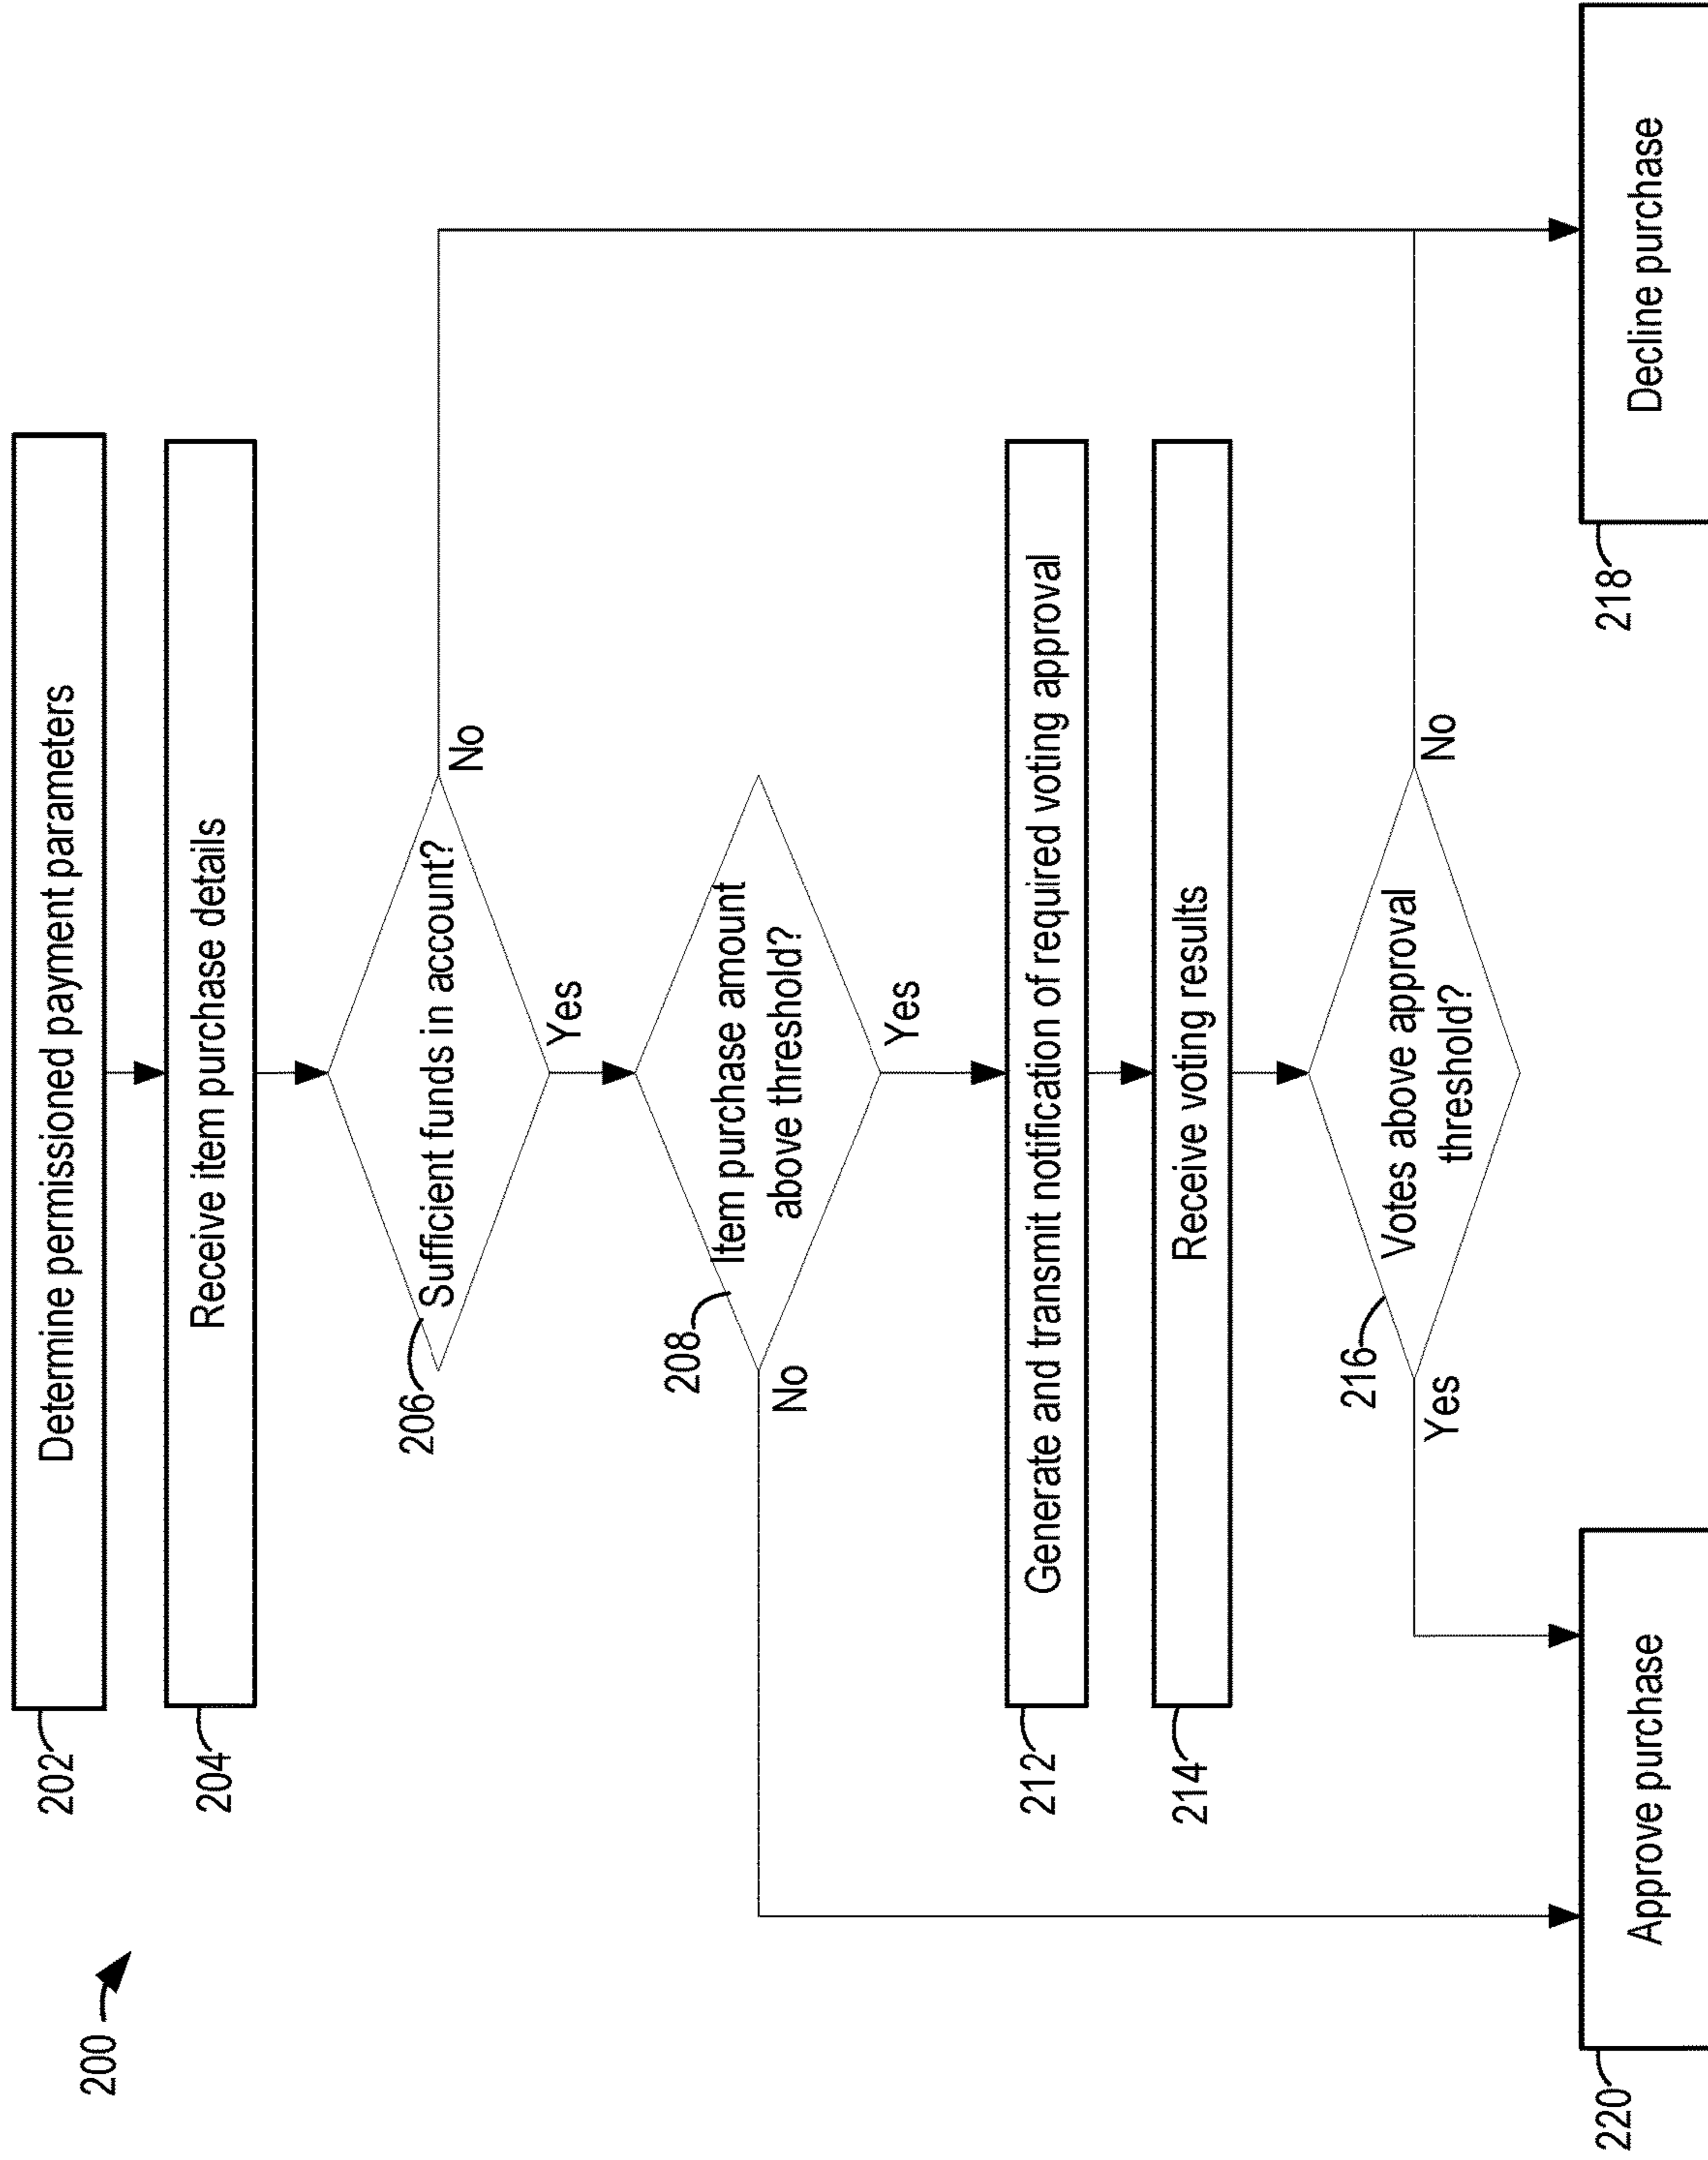 200
202
Determine permissioned payment parameters
204
Receive item purchase details
206
Sufficient funds in account?
No
Yes
208
Item purchase amount
above threshold?
No
Yes
212
Generate and transmit notification of required voting approval
214
Receive voting results
216
Votes above approval
threshold?
Yes
No
220
Approve purchase
218
Decline purchase